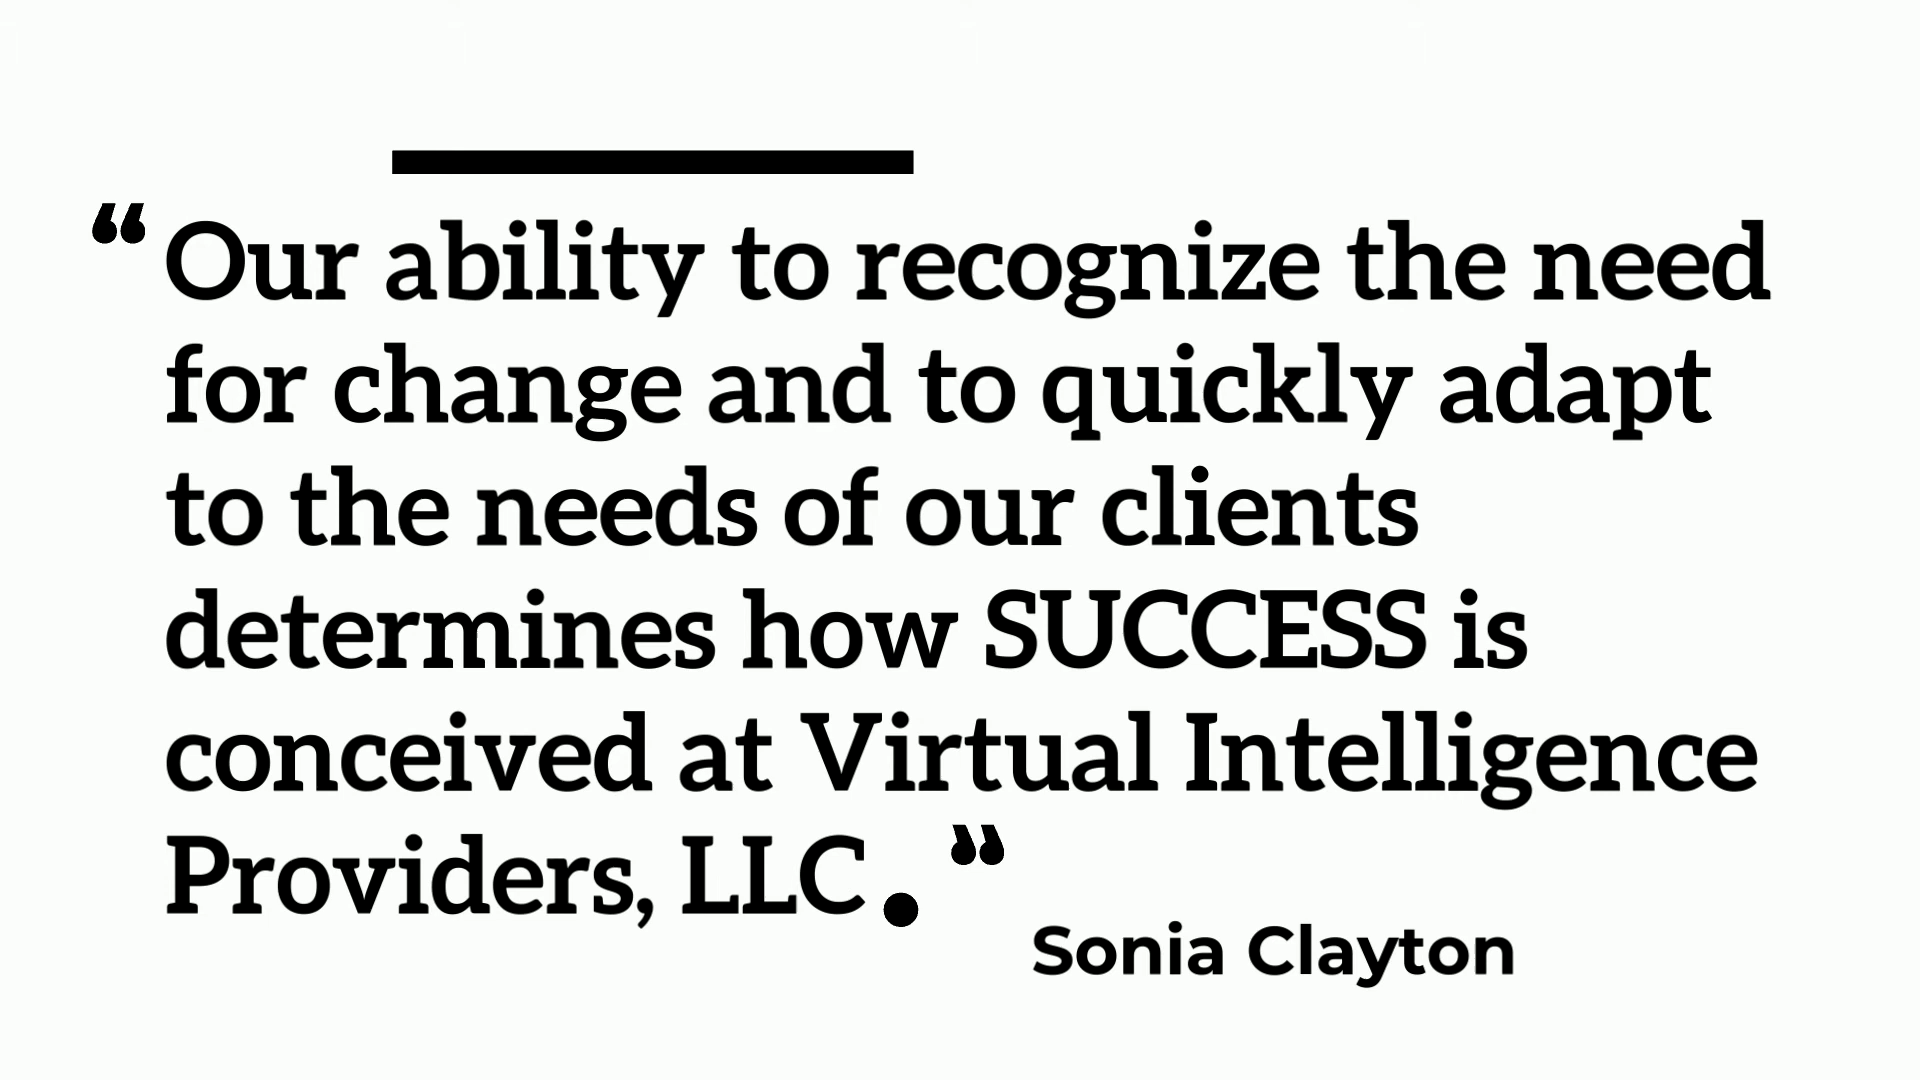 “Our ability to recognize the need
for change and to quickly adapt
to the needs of our clients
determines how SUCCESS is
conceived at Virtual Intelligence
Providers, LLC.”
Sonia Clayton